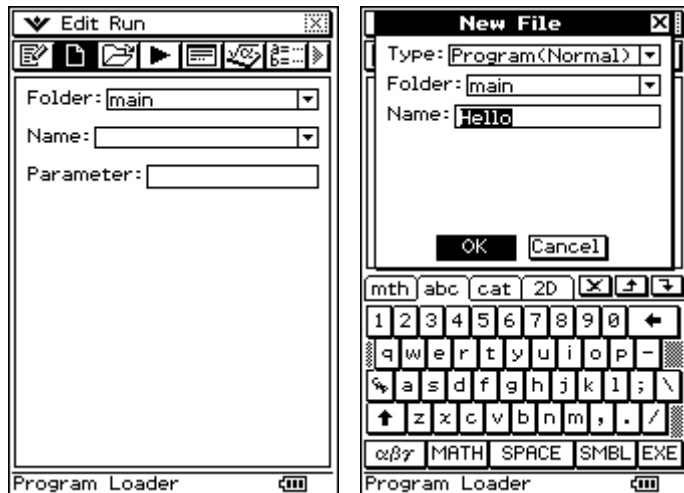 Edit Run
Folder: main
Name:
Parameter:
Program Loader
New File
Type: Program(Normal)
Folder: main
Name: Hello
OK Cancel
mth abc cat 2D
1 2 3 4 5 6 7 8 9 0
q w e r t y u i o p -
a s d f g h j k l ; \
z x c v b n m , . /
αβγ MATH SPACE SMBL EXE
Program Loader